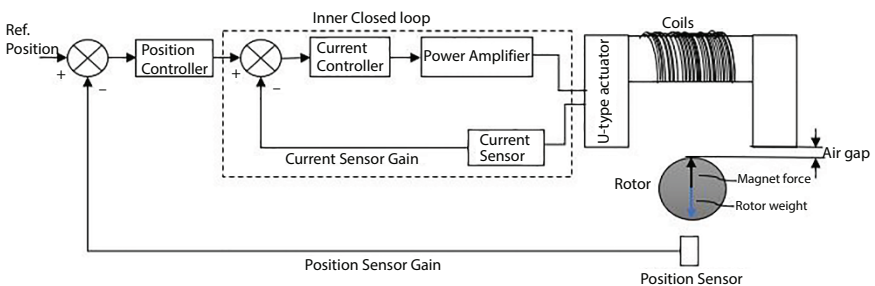 Inner Closed loop
Coils
Ref.
Position
+
−
Position
Controller
+
−
Current
Controller
Power Amplifier
U-type actuator
Current
Sensor
Current Sensor Gain
Air gap
Rotor
Magnet force
Rotor weight
Position Sensor Gain
Position Sensor